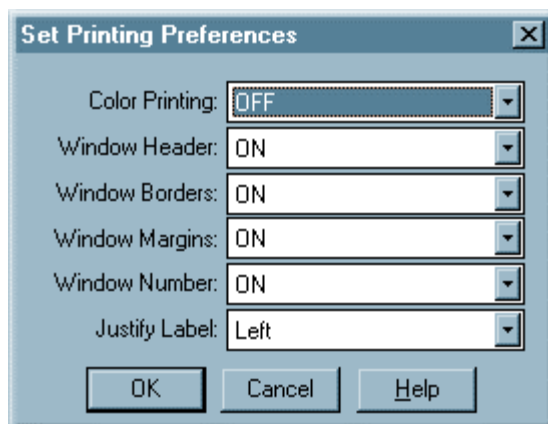 Set Printing Preferences
Color Printing: OFF
Window Header: ON
Window Borders: ON
Window Margins: ON
Window Number: ON
Justify Label: Left
OK Cancel Help